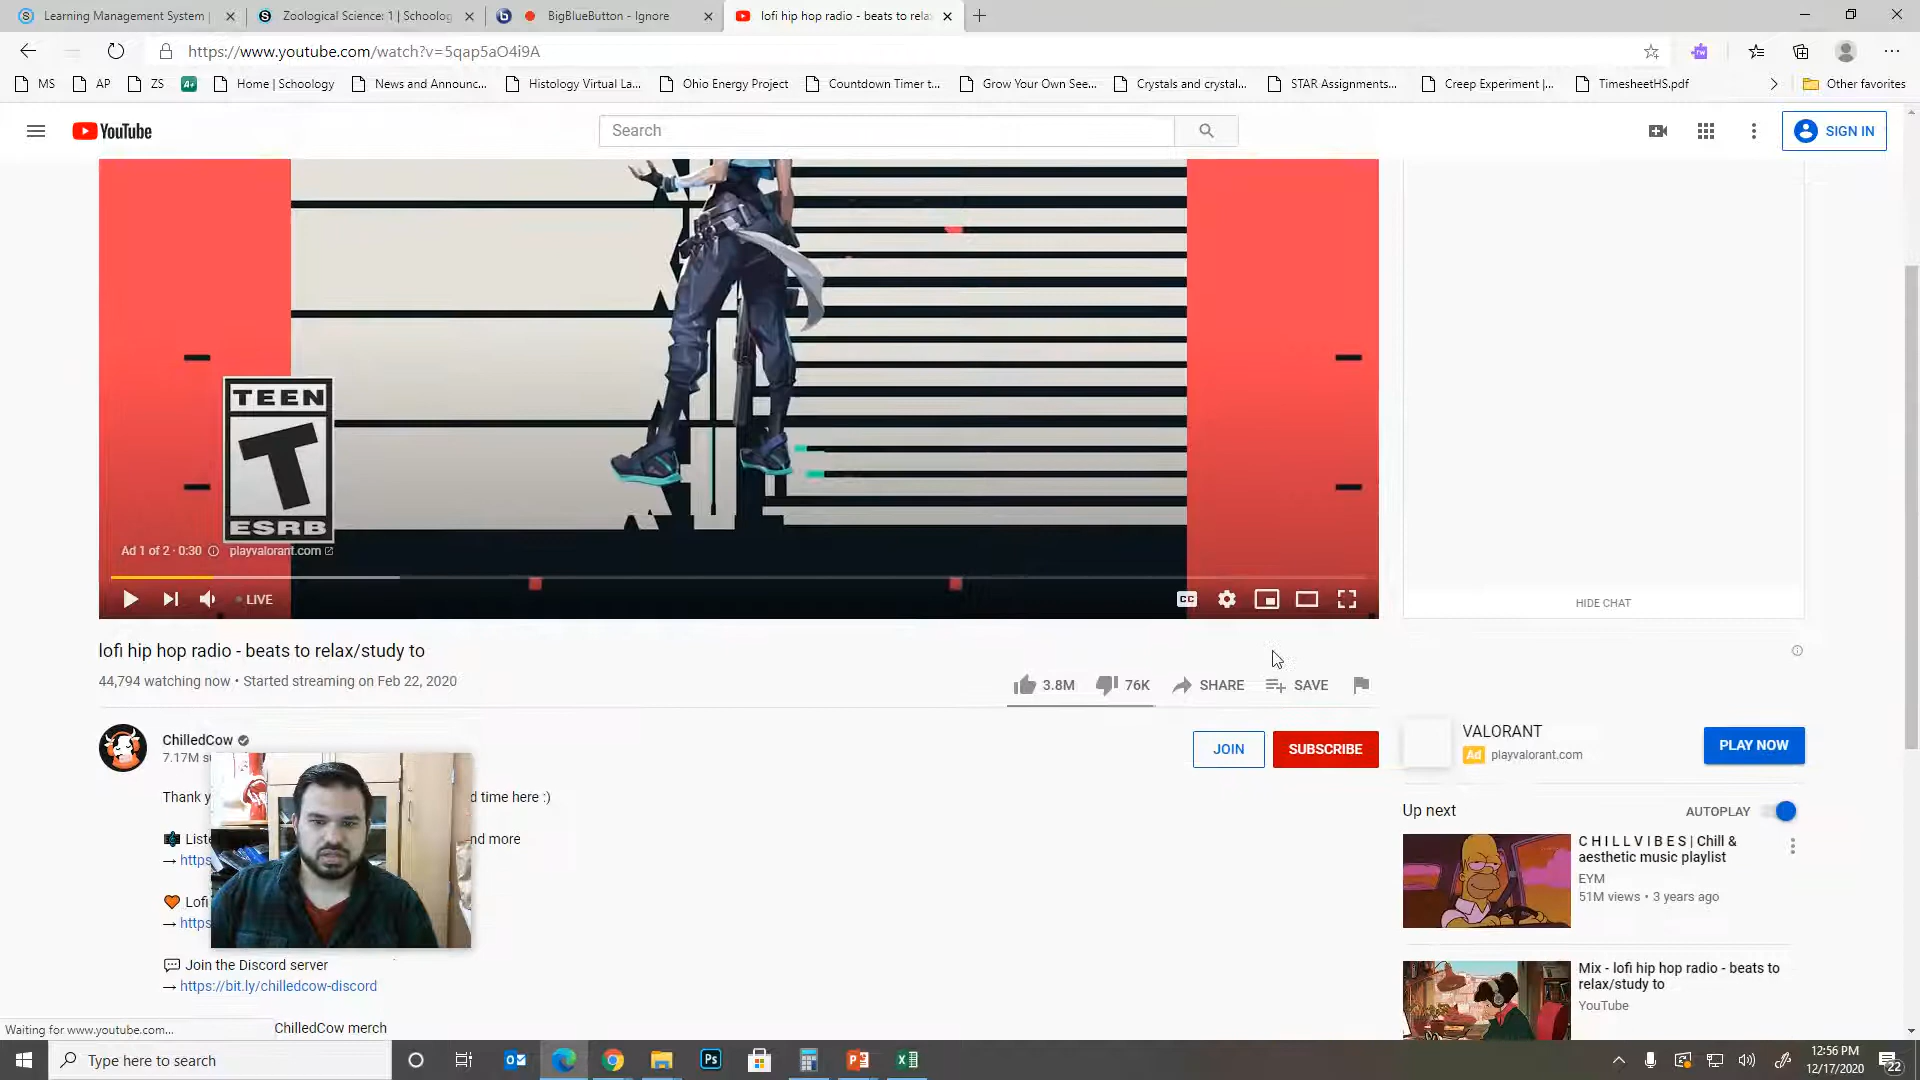 Learning Management System |
Zoological Science: 1 | Schoolog
BigBlueButton - Ignore
lofi hip hop radio - beats to rela
https://www.youtube.com/watch?v=5qap5aO4i9A
MS
AP
ZS
A+
Home | Schoology
News and Announc...
Histology Virtual La...
Ohio Energy Project
Countdown Timer t...
Grow Your Own See...
Crystals and crystal...
STAR Assignments...
Creep Experiment |...
TimesheetHS.pdf
Other favorites
YouTube
Search
SIGN IN
TEEN
T
ESRB
Ad 1 of 2 · 0:30
playvalorant.com
LIVE
CC
HIDE CHAT
lofi hip hop radio - beats to relax/study to
44,794 watching now • Started streaming on Feb 22, 2020
3.8M
76K
SHARE
SAVE
ChilledCow
7.17M su
JOIN
SUBSCRIBE
VALORANT
Ad playvalorant.com
PLAY NOW
Thank y
d time here :)
Liste
nd more
→ https
Lofi
→ https
Join the Discord server
→ https://bit.ly/chilledcow-discord
ChilledCow merch
Up next
AUTOPLAY
C H I L L V I B E S | Chill &
aesthetic music playlist
EYM
51M views • 3 years ago
Mix - lofi hip hop radio - beats to
relax/study to
YouTube
Waiting for www.youtube.com...
Type here to search
Ps
12:56 PM
12/17/2020
22